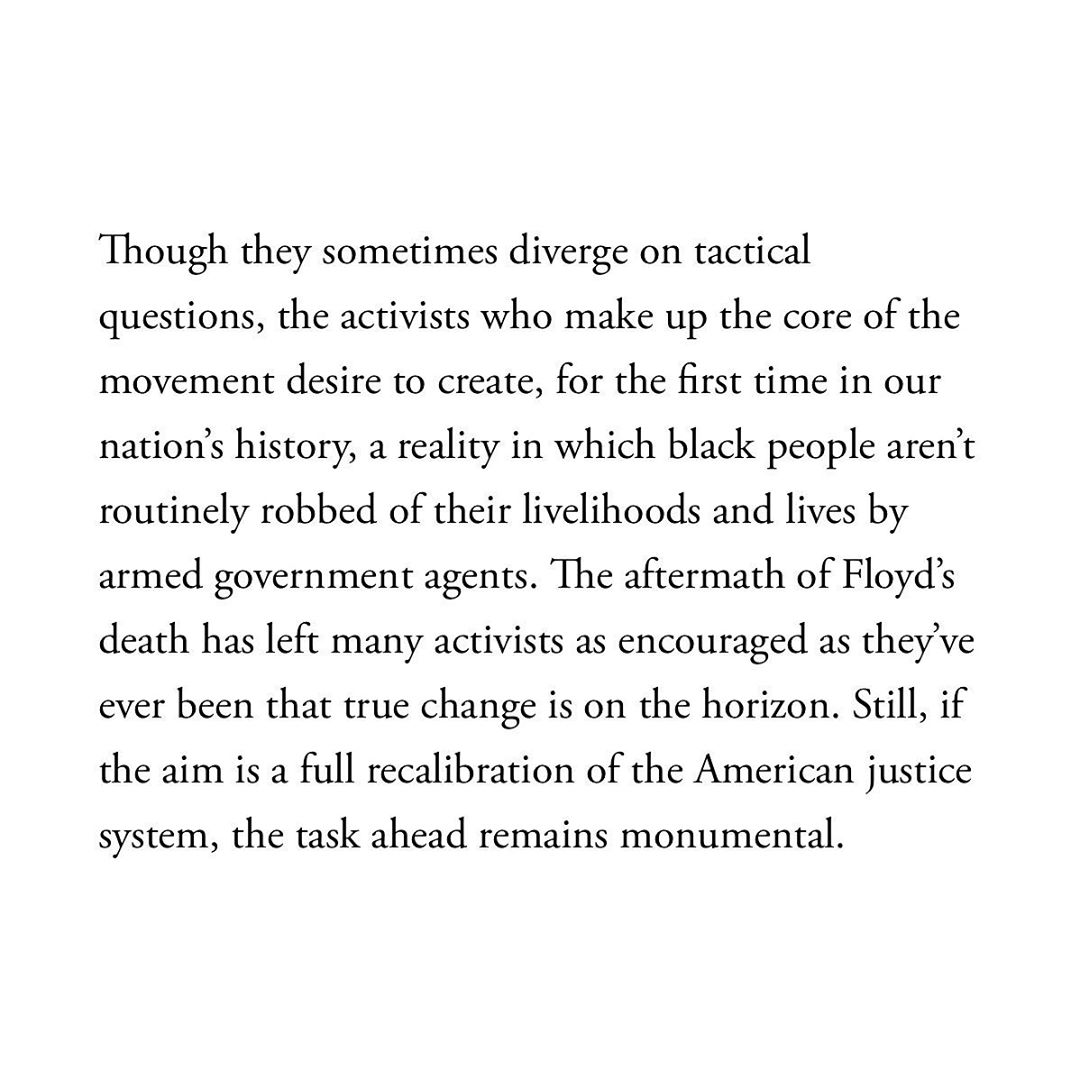 Though they sometimes diverge on tactical
questions, the activists who make up the core of the
movement desire to create, for the first time in our
nation’s history, a reality in which black people aren’t
routinely robbed of their livelihoods and lives by
armed government agents. The aftermath of Floyd’s
death has left many activists as encouraged as they’ve
ever been that true change is on the horizon. Still, if
the aim is a full recalibration of the American justice
system, the task ahead remains monumental.